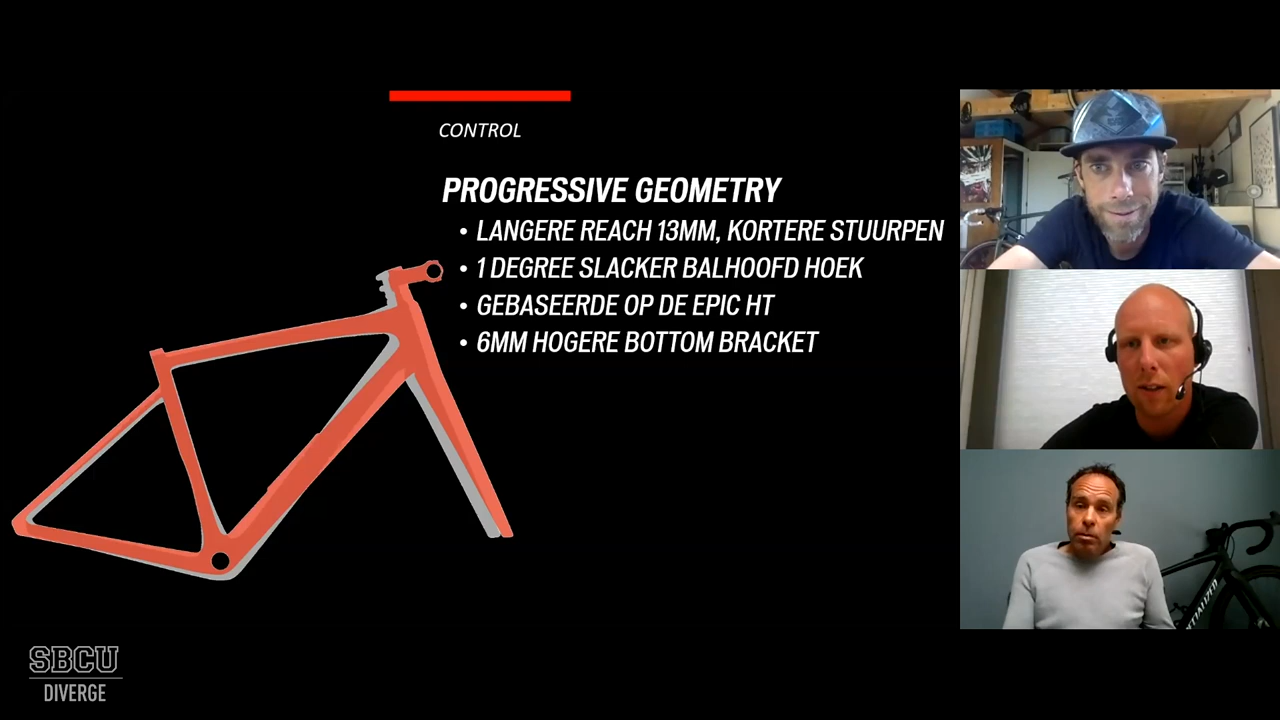 CONTROL
PROGRESSIVE GEOMETRY
• LANGERE REACH 13MM, KORTERE STUURPEN
• 1 DEGREE SLACKER BALHOOFD HOEK
• GEBASEERDE OP DE EPIC HT
• 6MM HOGERE BOTTOM BRACKET
SBCU
DIVERGE